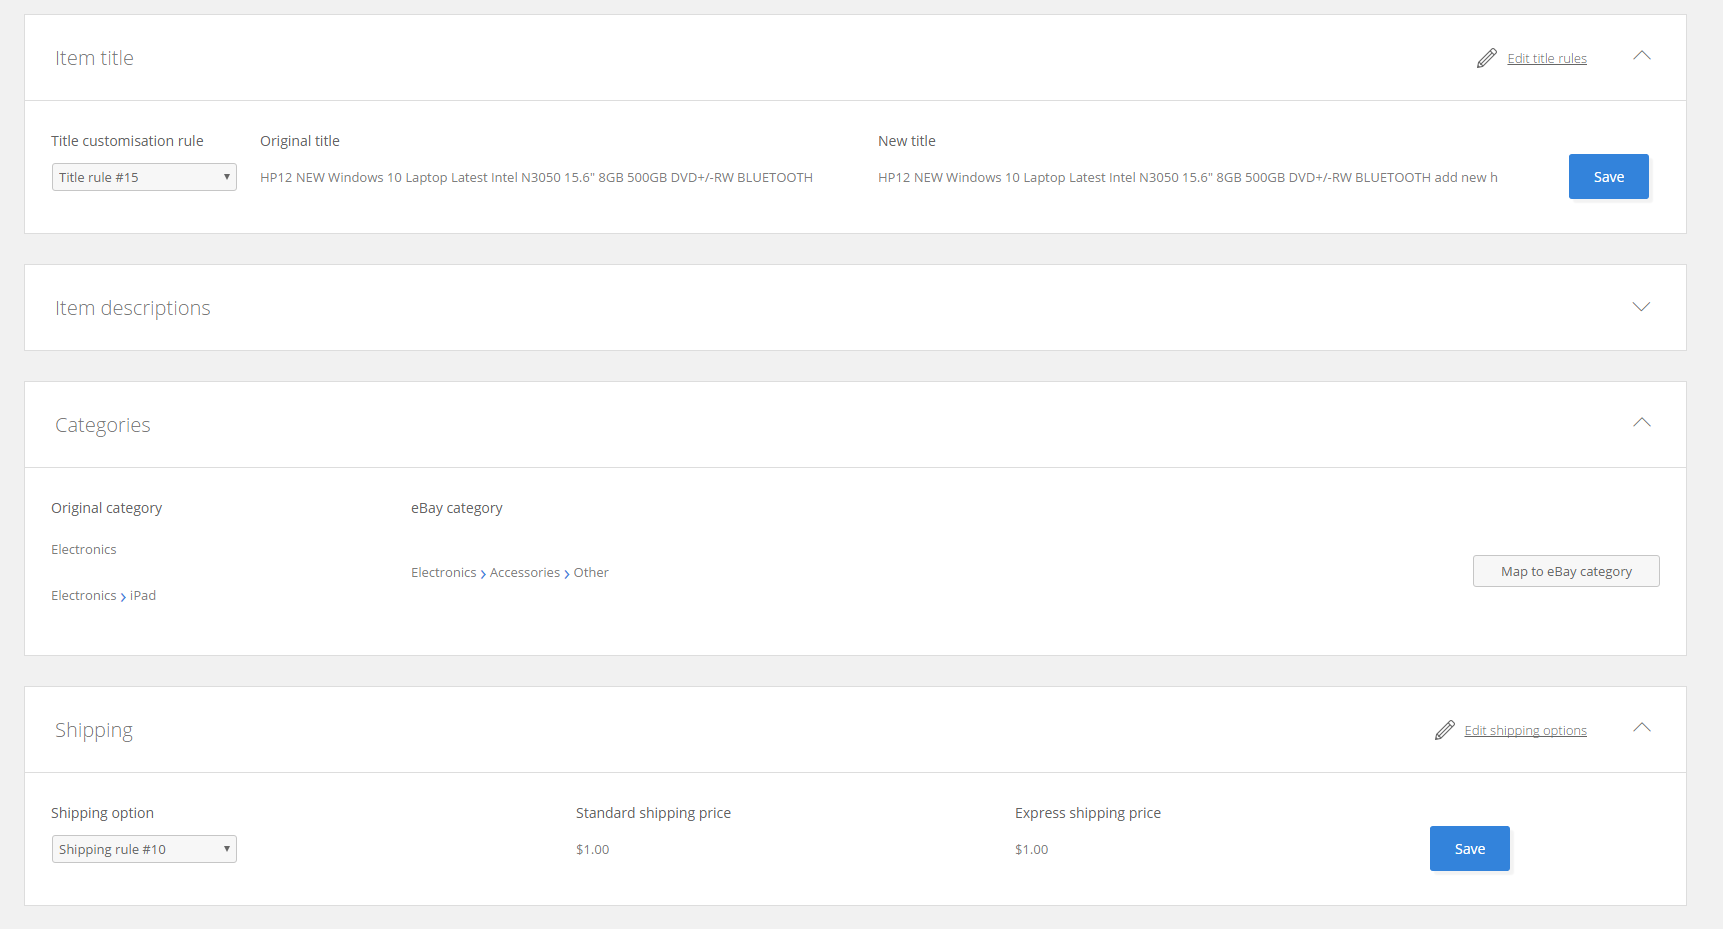 Item title
Edit title rules
Title customisation rule
Original title
New title
Title rule #15
HP12 NEW Windows 10 Laptop Latest Intel N3050 15.6" 8GB 500GB DVD+/-RW BLUETOOTH
HP12 NEW Windows 10 Laptop Latest Intel N3050 15.6" 8GB 500GB DVD+/-RW BLUETOOTH add new h
Save
Item descriptions
Categories
Original category
eBay category
Electronics
Electronics > Accessories > Other
Map to eBay category
Electronics > iPad
Shipping
Edit shipping options
Shipping option
Standard shipping price
Express shipping price
Shipping rule #10
$1.00
$1.00
Save